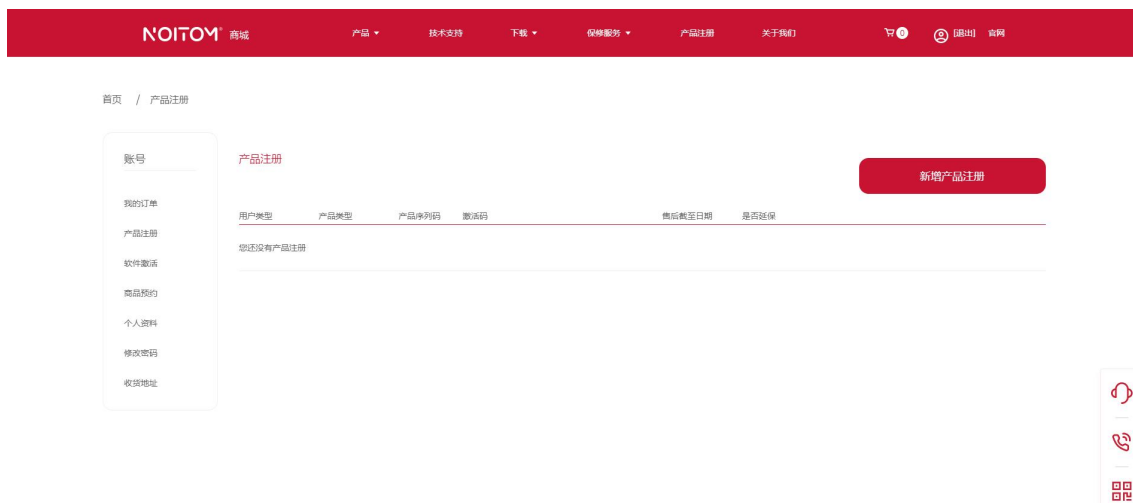 NOITOM 商城 产品 ▼ 技术支持 下载 ▼ 保修服务 ▼ 产品注册 关于我们 0 [退出] 官网
首页 / 产品注册
账号
我的订单
产品注册
软件激活
商品预约
个人资料
修改密码
收货地址
产品注册
新增产品注册
用户类型 产品类型 产品序列码 激活码 售后截至日期 是否延保
您还没有产品注册